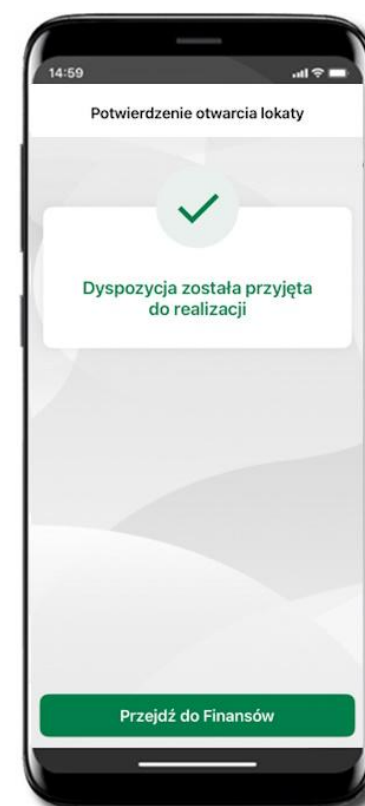 14:59
Potwierdzenie otwarcia lokaty
Dyspozycja została przyjęta
do realizacji
Przejdź do Finansów